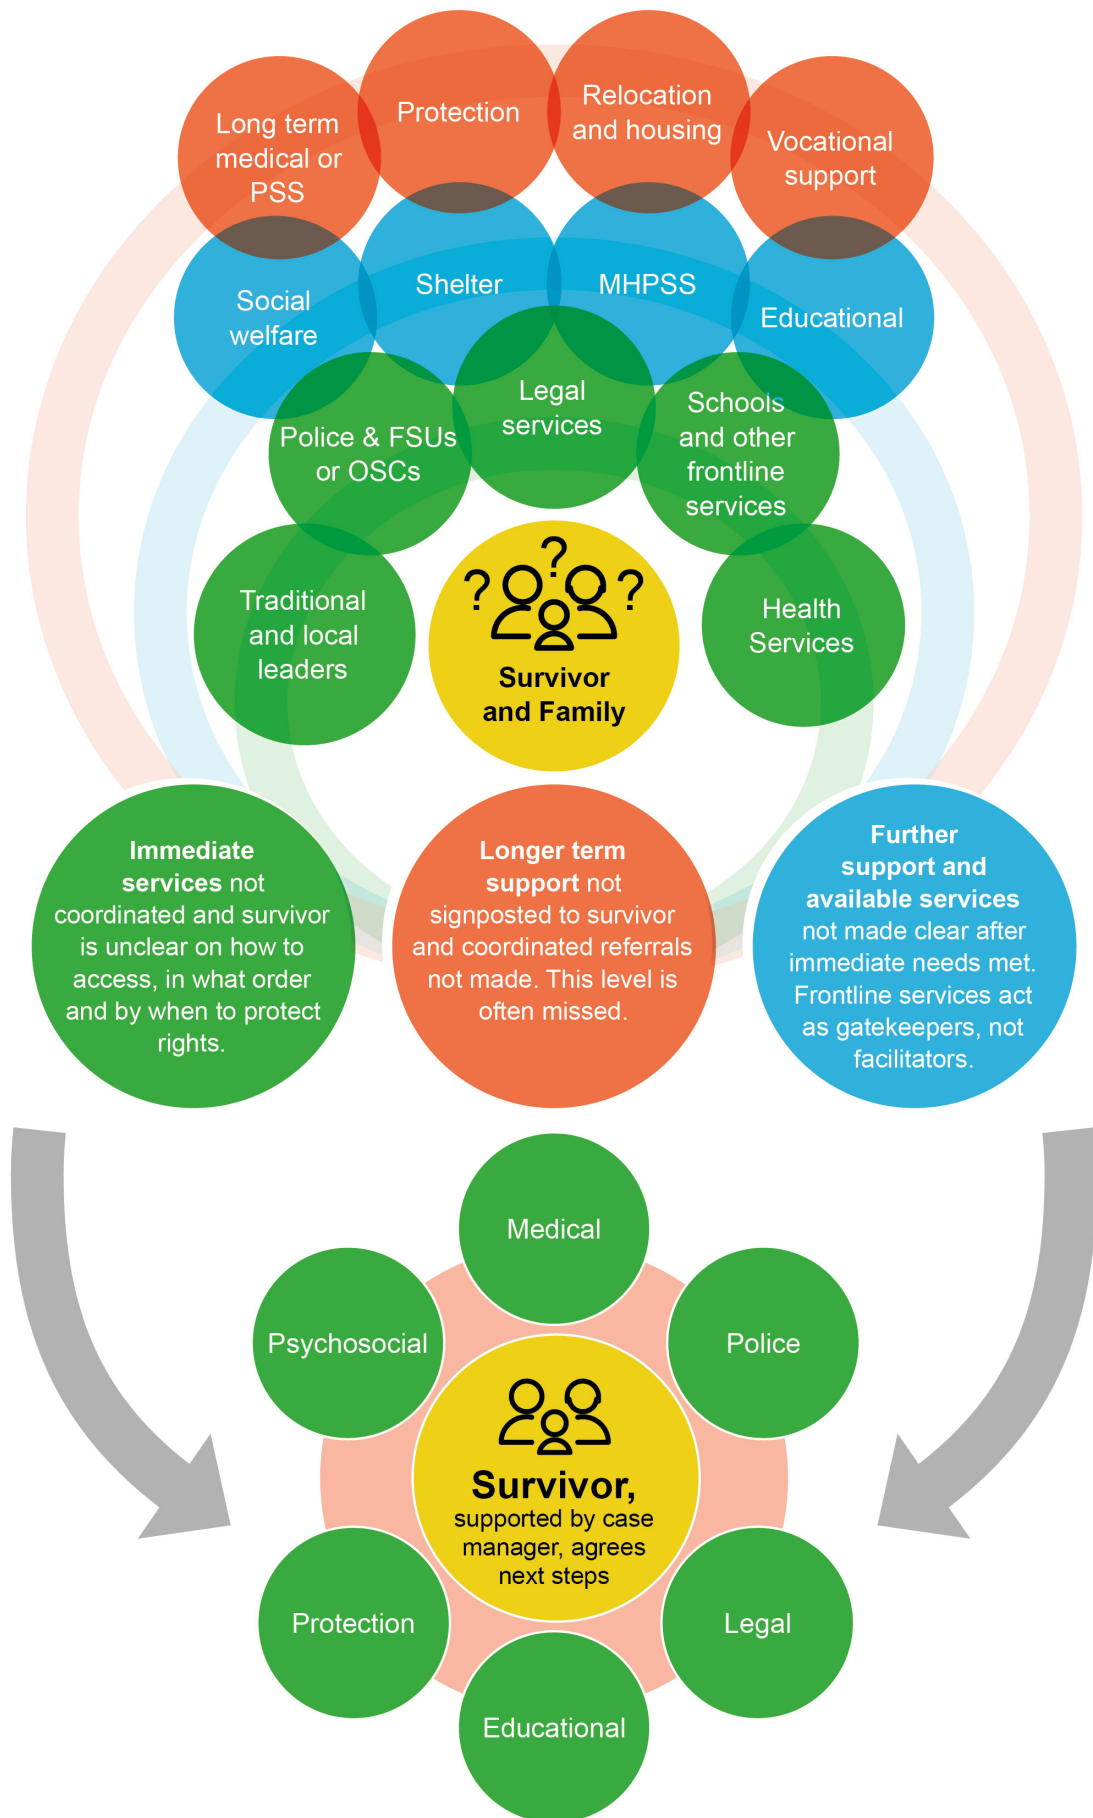 Long term
medical or
PSS
Protection
Relocation
and housing
Vocational
support
Social
welfare
Shelter
MHPSS
Educational
Police & FSUs
or OSCs
Legal
services
Schools
and other
frontline
services
Traditional
and local
leaders
? ? ?
Survivor
and Family
Health
Services
Immediate
services not
coordinated and survivor
is unclear on how to
access, in what order
and by when to protect
rights.
Longer term
support not
signposted to survivor
and coordinated referrals
not made. This level is
often missed.
Further
support and
available services
not made clear after
immediate needs met.
Frontline services act
as gatekeepers, not
facilitators.
Medical
Psychosocial
Police
Survivor,
supported by case
manager, agrees
next steps
Protection
Legal
Educational